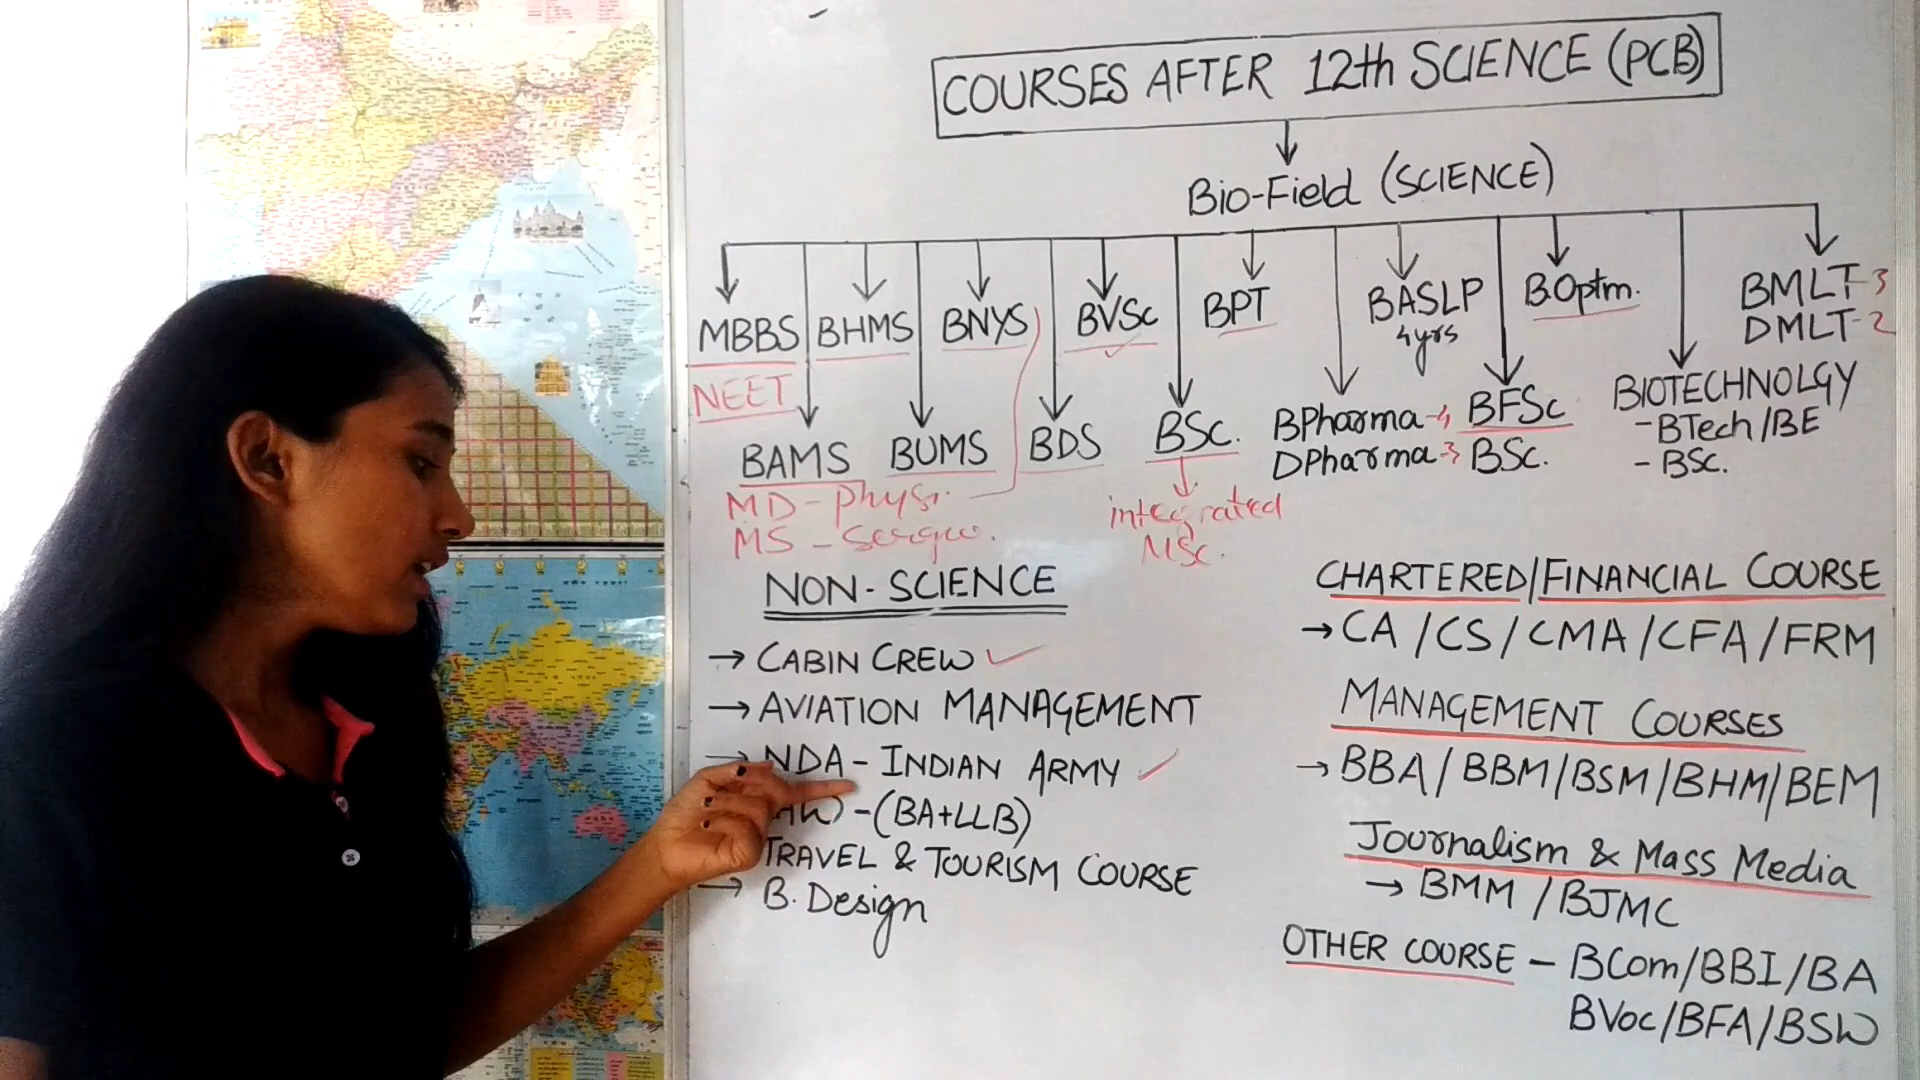 COURSES AFTER 12th SCIENCE (PCB)
Bio-Field (SCIENCE)
MBBS BHMS BNYS BVSc BPT BASLP B.Optm. BMLT-3
4yrs DMLT-2
NEET
BAMS BUMS BDS BSc. BPharma-4 BFSc BIOTECHNOLGY
DPharma-3 BSc. -BTech/BE
-BSc.
MD-Physi.
MS-
integrated
MSc.
NON-SCIENCE
→ CABIN CREW
→ AVIATION MANAGEMENT
→ NDA-INDIAN ARMY
-(BA+LLB)
TRAVEL & TOURISM COURSE
→ B.Design
CHARTERED/FINANCIAL COURSE
→ CA/CS/CMA/CFA/FRM
MANAGEMENT COURSES
→ BBA/BBM/BSM/BHM/BEM
Journalism & Mass Media
→ BMM/BJMC
OTHER COURSE - BCom/BBI/BA
BVoc/BFA/BSW